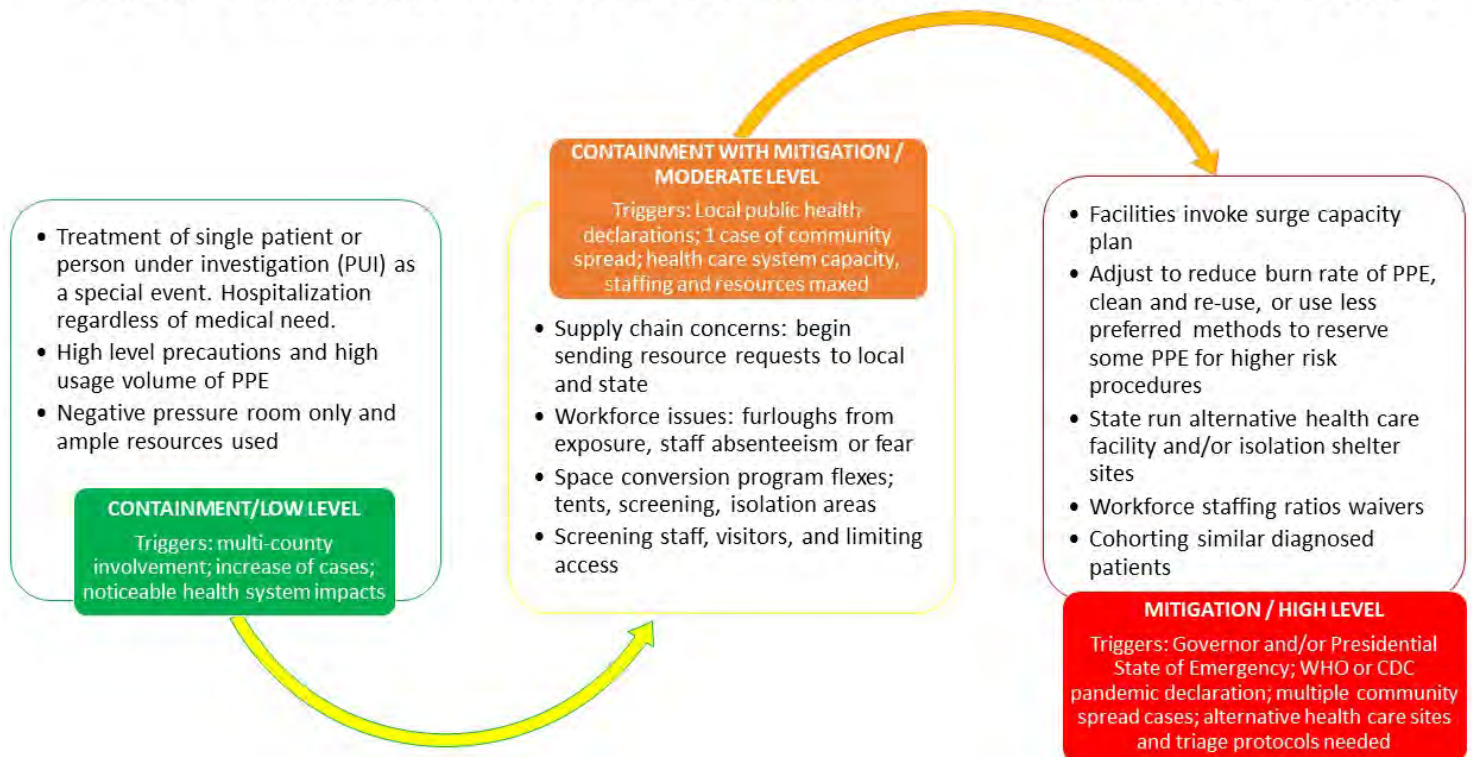 • Treatment of single patient or
person under investigation (PUI) as
a special event. Hospitalization
regardless of medical need.
• High level precautions and high
usage volume of PPE
• Negative pressure room only and
ample resources used
CONTAINMENT/LOW LEVEL
Triggers: multi-county
involvement; increase of cases;
noticeable health system impacts
CONTAINMENT WITH MITIGATION /
MODERATE LEVEL
Triggers: Local public health
declarations; 1 case of community
spread; health care system capacity,
staffing and resources maxed
• Supply chain concerns: begin
sending resource requests to local
and state
• Workforce issues: furloughs from
exposure, staff absenteeism or fear
• Space conversion program flexes;
tents, screening, isolation areas
• Screening staff, visitors, and limiting
access
• Facilities invoke surge capacity
plan
• Adjust to reduce burn rate of PPE,
clean and re-use, or use less
preferred methods to reserve
some PPE for higher risk
procedures
• State run alternative health care
facility and/or isolation shelter
sites
• Workforce staffing ratios waivers
• Cohorting similar diagnosed
patients
MITIGATION / HIGH LEVEL
Triggers: Governor and/or Presidential
State of Emergency; WHO or CDC
pandemic declaration; multiple community
spread cases; alternative health care sites
and triage protocols needed